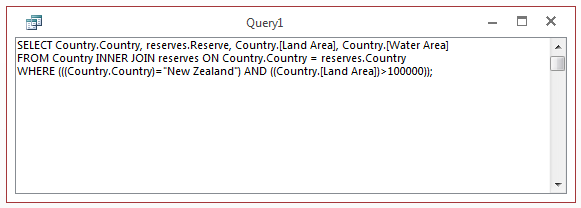 Query1
SELECT Country.Country, reserves.Reserve, Country.[Land Area], Country.[Water Area]
FROM Country INNER JOIN reserves ON Country.Country = reserves.Country
WHERE (((Country.Country)="New Zealand") AND ((Country.[Land Area])>100000));